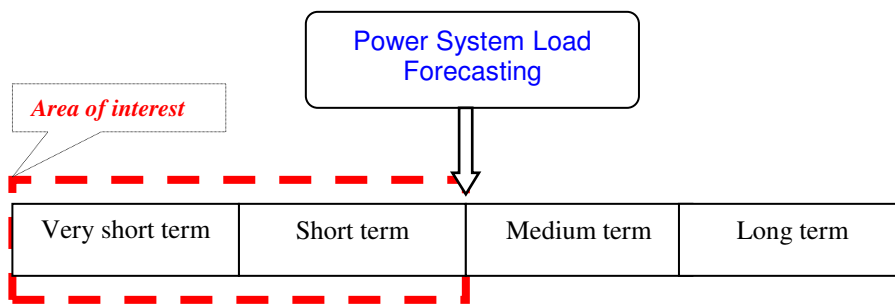 Power System Load
Forecasting
Area of interest
Very short term
Short term
Medium term
Long term